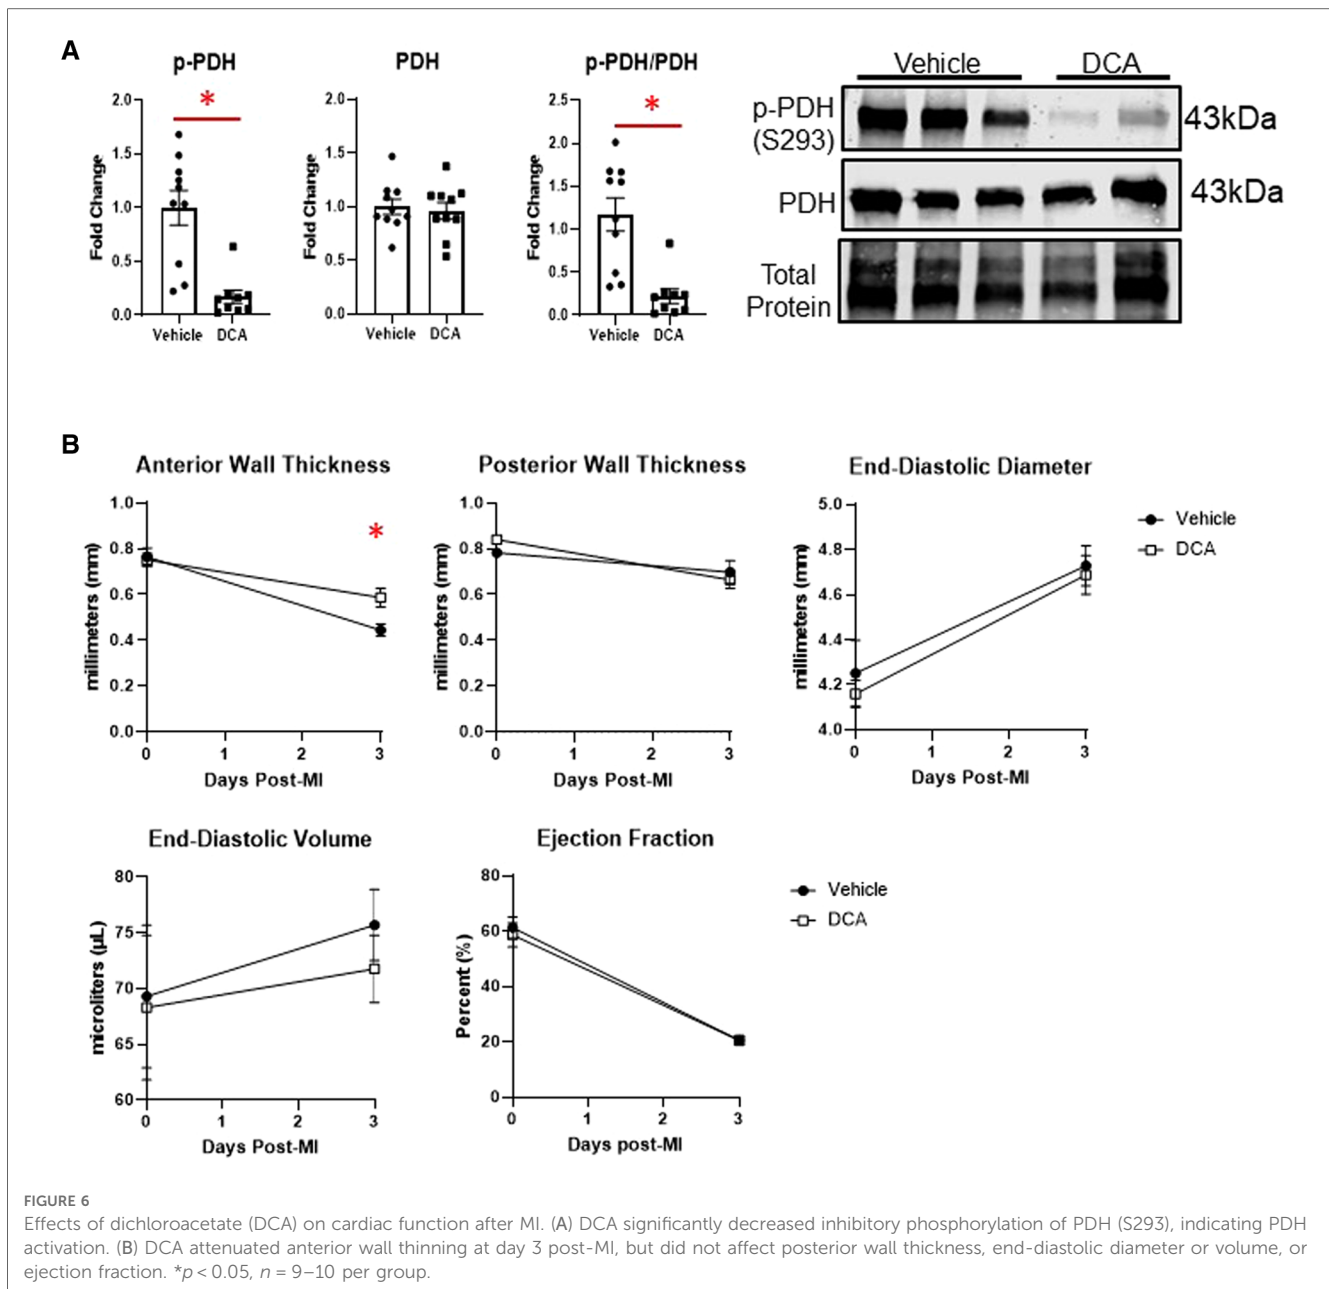 A
p-PDH
PDH
p-PDH/PDH
Fold Change
2.0
1.5
1.0
0.5
0.0
*
Vehicle DCA
Fold Change
2.0
1.5
1.0
0.5
0.0
Vehicle DCA
Fold Change
2.5
2.0
1.5
1.0
0.5
0.0
*
Vehicle DCA
Vehicle DCA
p-PDH
(S293)
43kDa
PDH
43kDa
Total
Protein
B
Anterior Wall Thickness
millimeters (mm)
1.0
0.8
0.6
0.4
0.2
0.0
*
0 1 2 3
Days Post-MI
Posterior Wall Thickness
millimeters (mm)
1.0
0.8
0.6
0.4
0.2
0.0
0 1 2 3
Days Post-MI
End-Diastolic Diameter
millimeters (mm)
5.0
4.8
4.6
4.4
4.2
4.0
0 1 2 3
Days Post-MI
Vehicle
DCA
End-Diastolic Volume
microliters (µL)
80
75
70
65
60
0 1 2 3
Days Post-MI
Ejection Fraction
Percent (%)
80
60
40
20
0
0 1 2 3
Days post-MI
Vehicle
DCA
FIGURE 6
Effects of dichloroacetate (DCA) on cardiac function after MI. (A) DCA significantly decreased inhibitory phosphorylation of PDH (S293), indicating PDH
activation. (B) DCA attenuated anterior wall thinning at day 3 post-MI, but did not affect posterior wall thickness, end-diastolic diameter or volume, or
ejection fraction. *p < 0.05, n = 9–10 per group.